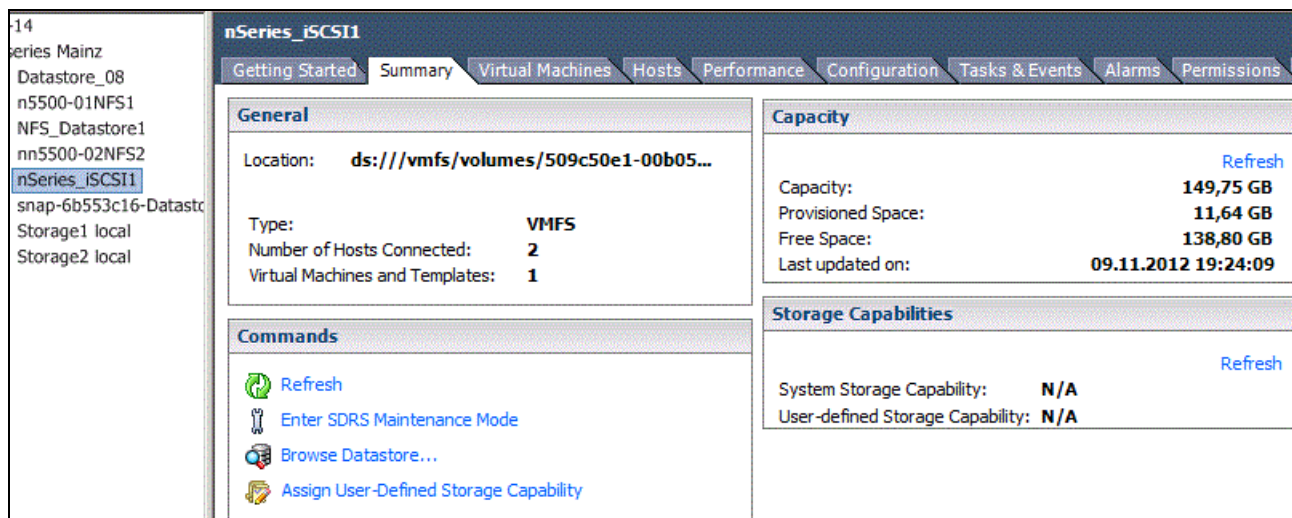 -14
series Mainz
Datastore_08
n5500-01NFS1
NFS_Datastore1
nn5500-02NFS2
nSeries_iSCSI1
snap-6b553c16-Datasto
Storage1 local
Storage2 local
nSeries_iSCSI1
Getting Started Summary Virtual Machines Hosts Performance Configuration Tasks & Events Alarms Permissions
General
Location: ds:///vmfs/volumes/509c50e1-00b05...
Type: VMFS
Number of Hosts Connected: 2
Virtual Machines and Templates: 1
Commands
Refresh
Enter SDRS Maintenance Mode
Browse Datastore...
Assign User-Defined Storage Capability
Capacity
Refresh
Capacity: 149,75 GB
Provisioned Space: 11,64 GB
Free Space: 138,80 GB
Last updated on: 09.11.2012 19:24:09
Storage Capabilities
Refresh
System Storage Capability: N/A
User-defined Storage Capability: N/A